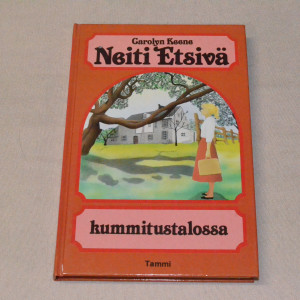 Carolyn Keene
Neiti Etsivä
kummitustalossa
Tammi